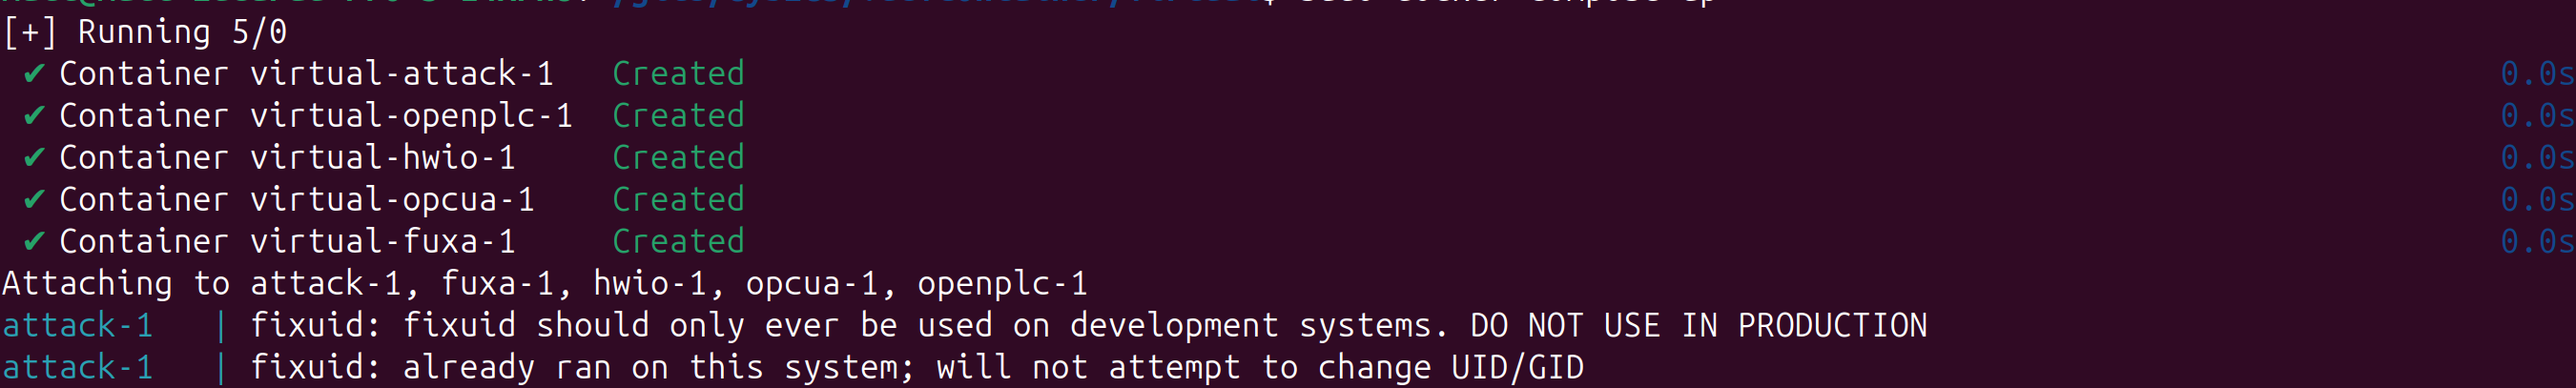 [+] Running 5/0
✔ Container virtual-attack-1 Created 0.0s
✔ Container virtual-openplc-1 Created 0.0s
✔ Container virtual-hwio-1 Created 0.0s
✔ Container virtual-opcua-1 Created 0.0s
✔ Container virtual-fuxa-1 Created 0.0s
Attaching to attack-1, fuxa-1, hwio-1, opcua-1, openplc-1
attack-1 | fixuid: fixuid should only ever be used on development systems. DO NOT USE IN PRODUCTION
attack-1 | fixuid: already ran on this system; will not attempt to change UID/GID